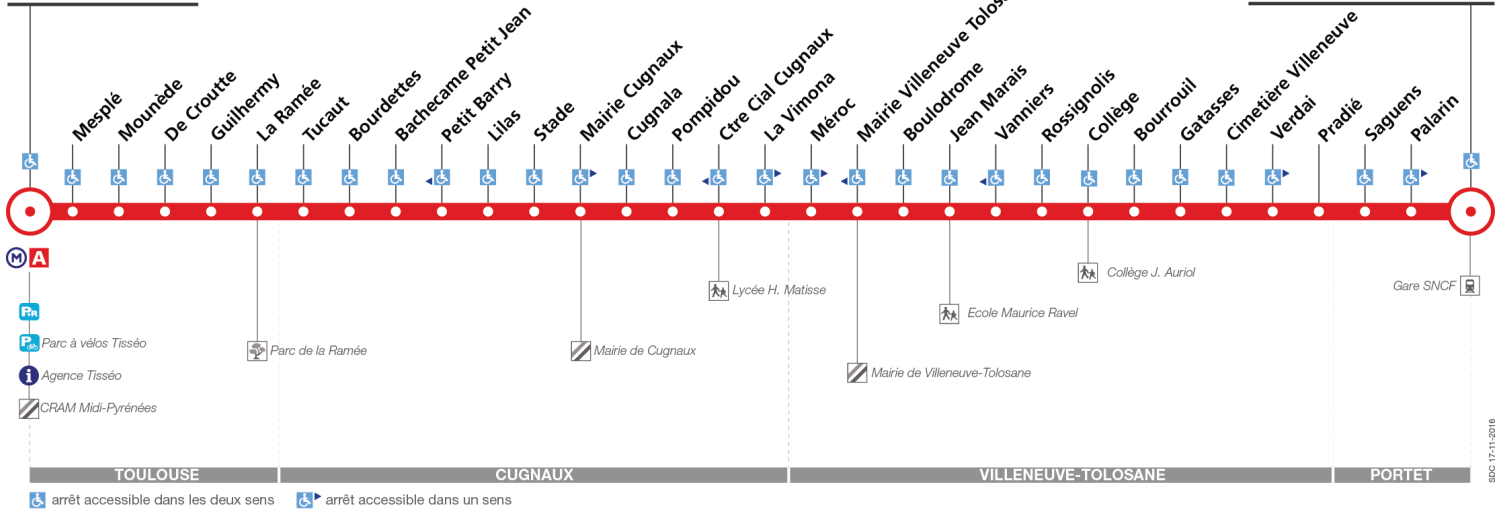 Mesplé
Mounède
De Croutte
Guilhermy
La Ramée
Tucaut
Bourdettes
Bachecame Petit Jean
Petit Barry
Lilas
Stade
Mairie Cugnaux
Cugnala
Pompidou
Ctre Cial Cugnaux
La Vimona
Méroc
Mairie Villeneuve
Boulodrome
Jean Marais
Vanniers
Rossignolis
Collège
Bourrouil
Gatasses
Cimetière Villeneuve
Verdai
Pradié
Saguens
Palarin
M A
P+R
Parc à vélos Tisséo
Agence Tisséo
CRAM Midi-Pyrénées
Parc de la Ramée
Mairie de Cugnaux
Lycée H. Matisse
Mairie de Villeneuve-Tolosane
Ecole Maurice Ravel
Collège J. Auriol
Gare SNCF
TOULOUSE
CUGNAUX
VILLENEUVE-TOLOSANE
PORTET
arrêt accessible dans les deux sens
arrêt accessible dans un sens
SDC 17-11-2016